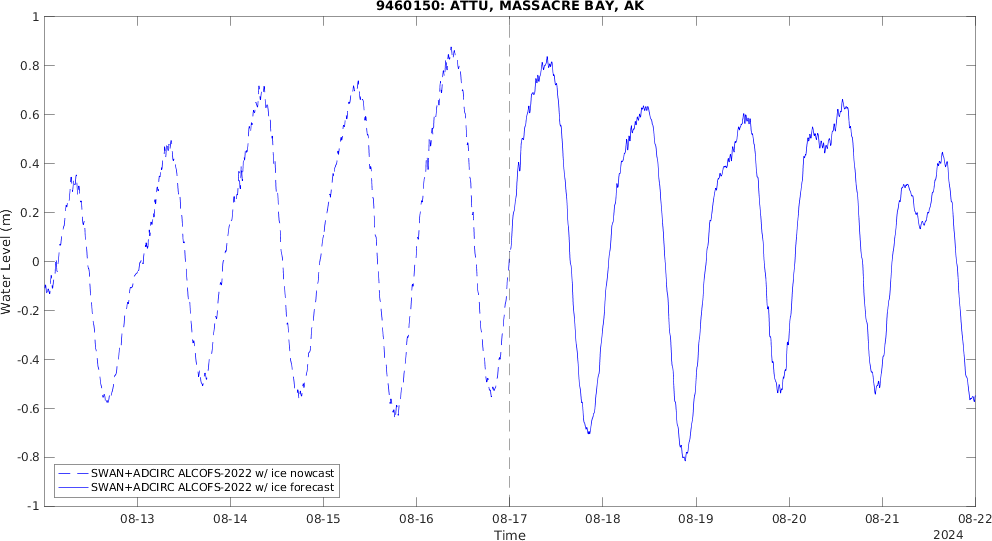 9460150: ATTU, MASSACRE BAY, AK
Water Level (m)
1
0.8
0.6
0.4
0.2
0
-0.2
-0.4
-0.6
-0.8
-1
SWAN+ADCIRC ALCOFS-2022 w/ ice nowcast
SWAN+ADCIRC ALCOFS-2022 w/ ice forecast
08-13 08-14 08-15 08-16 08-17 08-18 08-19 08-20 08-21 08-22
Time
2024